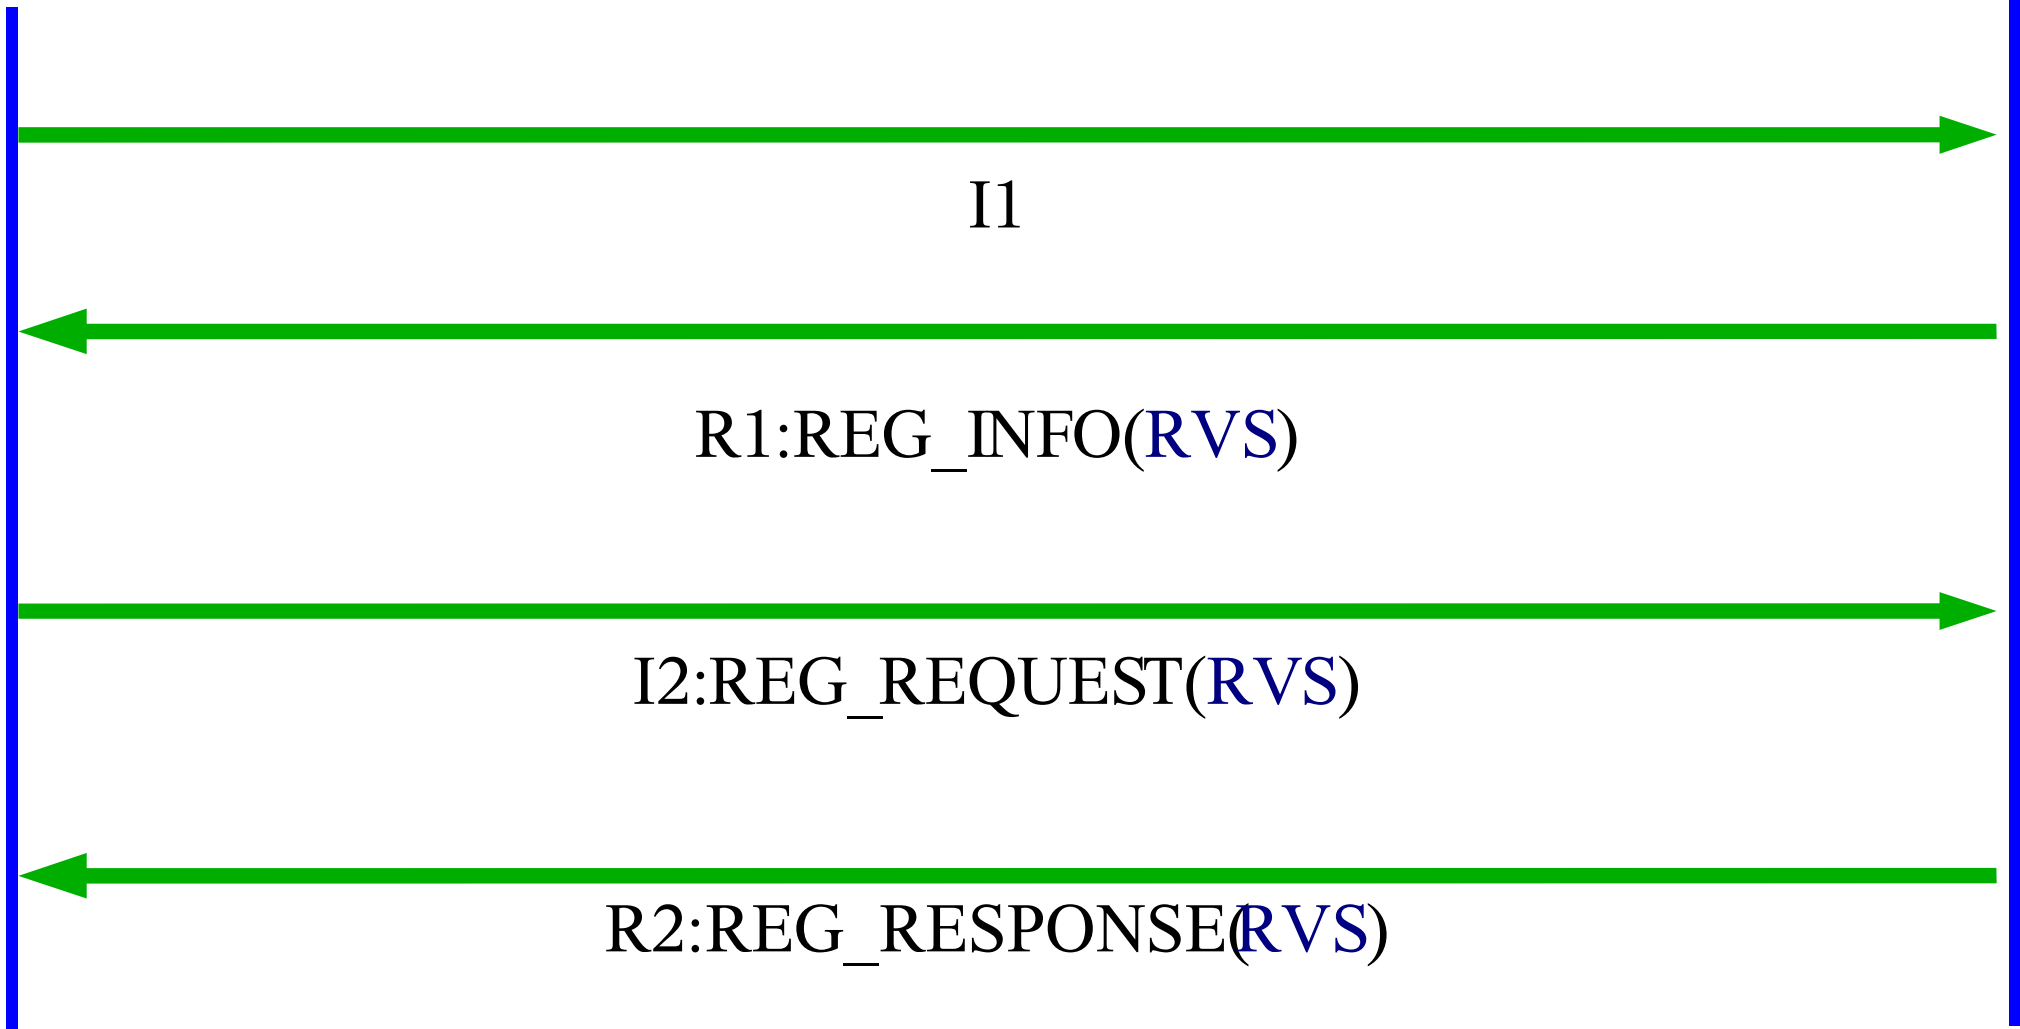 I1
R1:REG_INFO(RVS)
I2:REG_REQUEST(RVS)
R2:REG_RESPONSE(RVS)